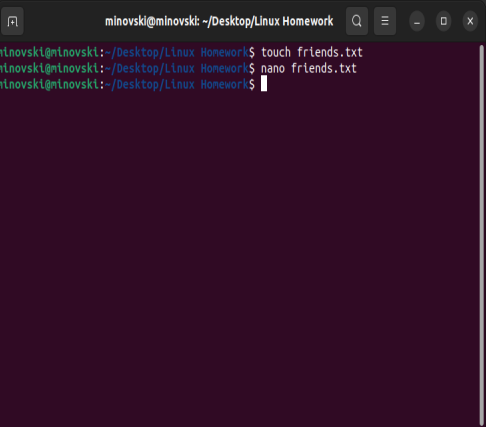 minovski@minovski: ~/Desktop/Linux Homework
minovski@minovski:~/Desktop/Linux Homework$ touch friends.txt
minovski@minovski:~/Desktop/Linux Homework$ nano friends.txt
minovski@minovski:~/Desktop/Linux Homework$